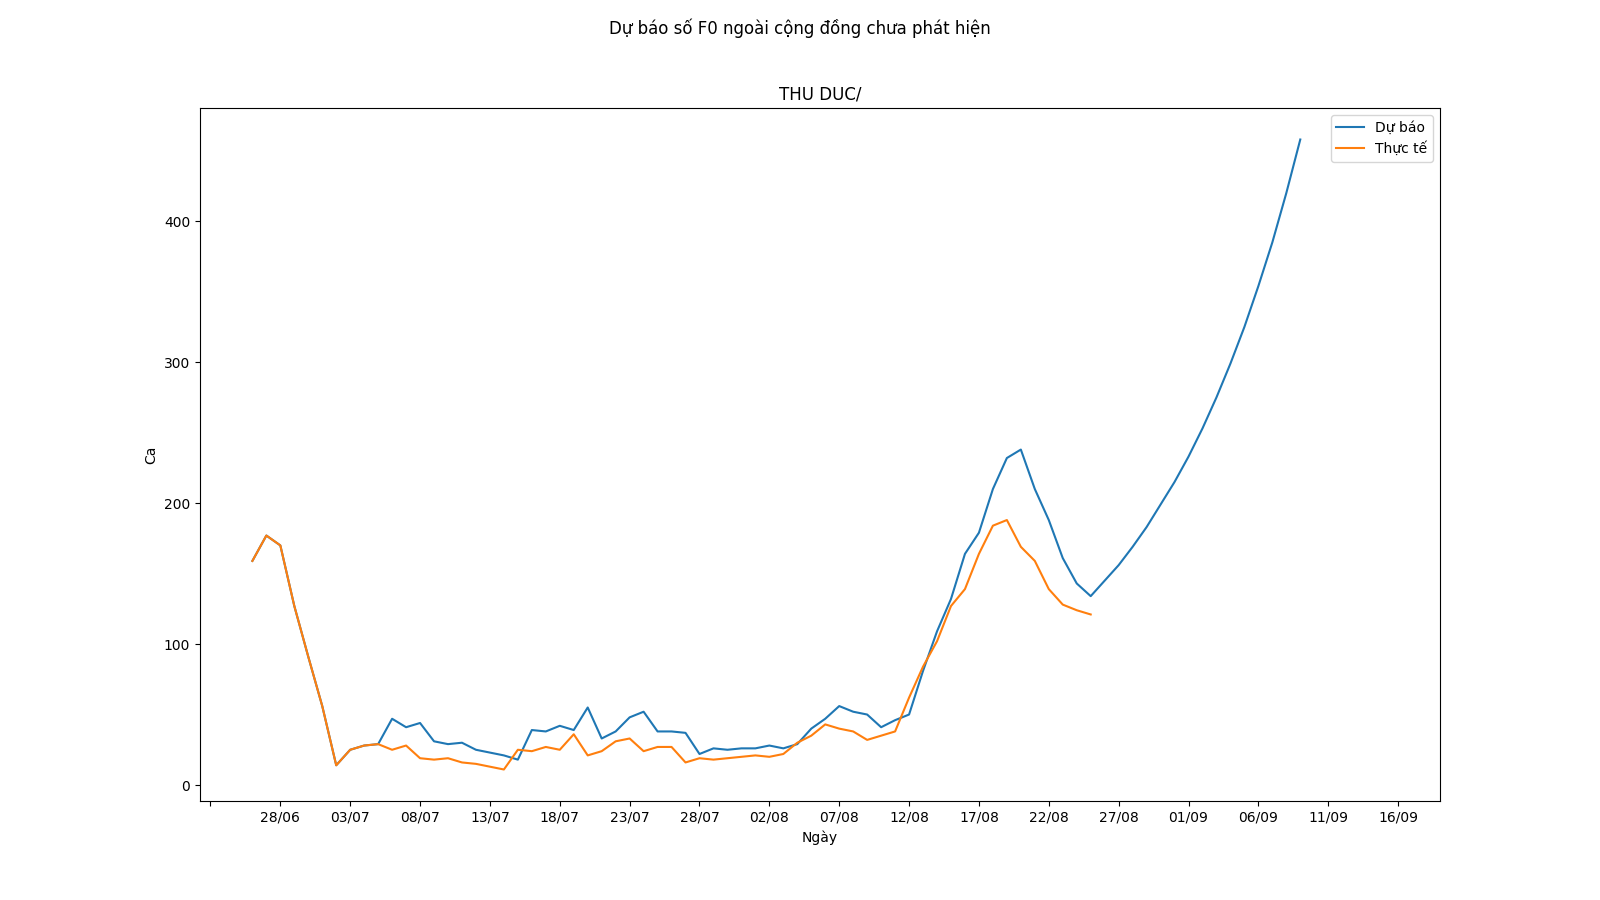 Dự báo số F0 ngoài cộng đồng chưa phát hiện
THU DUC/
Dự báo
Thực tế
400
300
200
100
0
Ca
28/06 03/07 08/07 13/07 18/07 23/07 28/07 02/08 07/08 12/08 17/08 22/08 27/08 01/09 06/09 11/09 16/09
Ngày